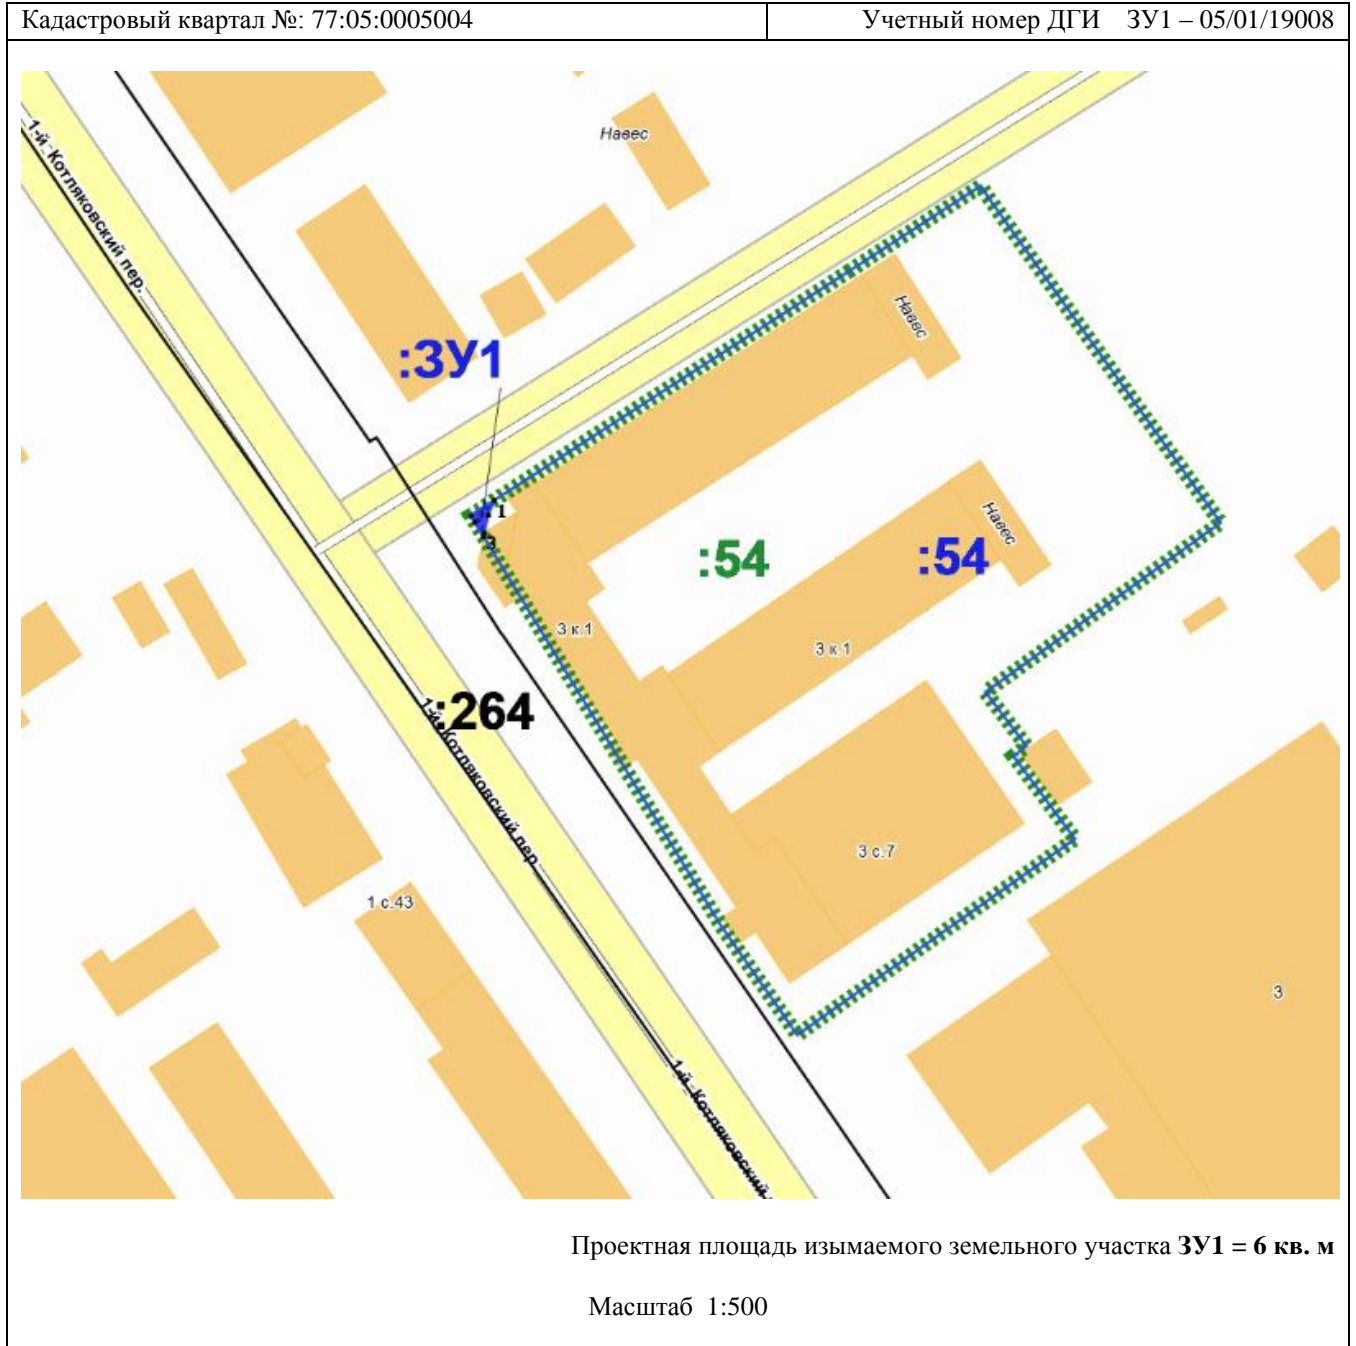 Кадастровый квартал №: 77:05:0005004
Учетный номер ДГИ ЗУ1 – 05/01/19008
1-й Котляковский пер.
Навес
:ЗУ1
Навес
1
3
:54
:54
Навес
3 к.1
3 к.1
:264
1-й Котляковский пер.
3 с.7
1 с.43
3
1-й Котляковский
Проектная площадь изымаемого земельного участка ЗУ1 = 6 кв. м
Масштаб 1:500